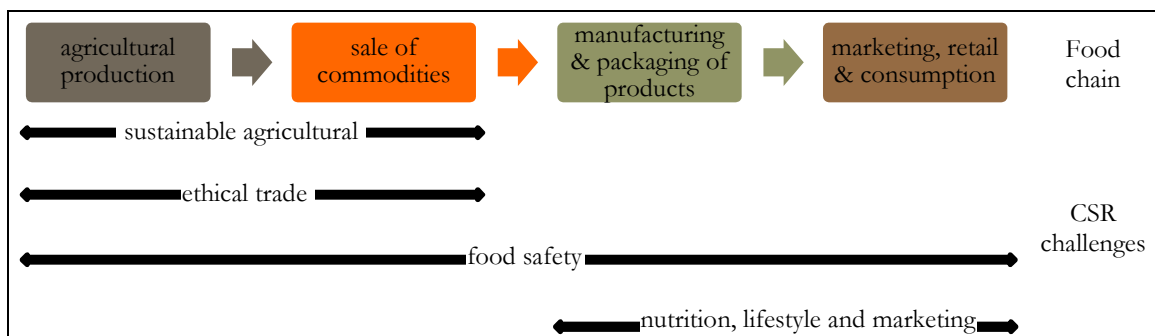 agricultural
production
sale of
commodities
manufacturing
& packaging of
products
marketing, retail
& consumption
Food
chain
sustainable agricultural
ethical trade
CSR
challenges
food safety
nutrition, lifestyle and marketing